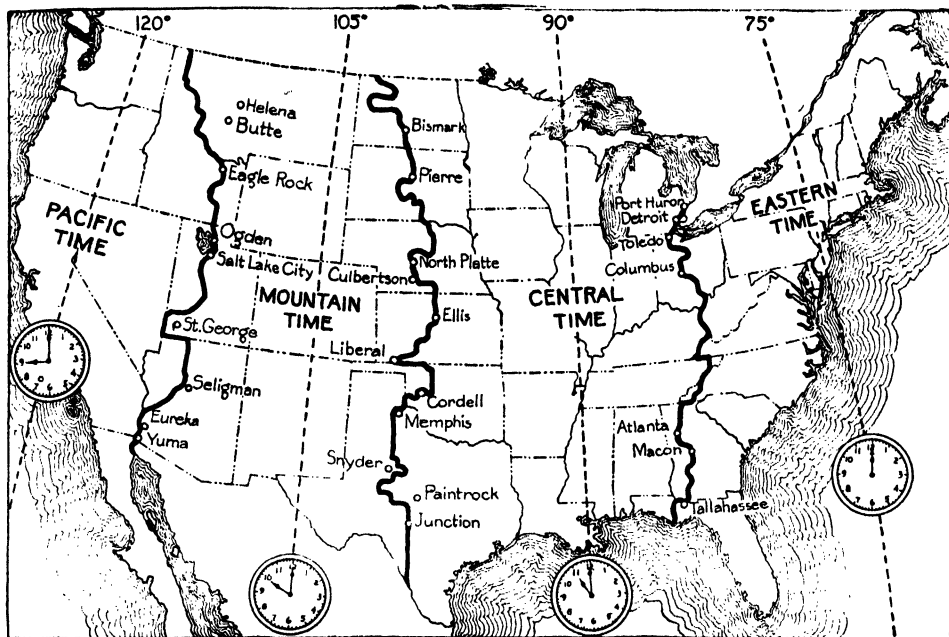 120°
105°
90°
75°
Helena
Butte
Bismark
Eagle Rock
Pierre
Port Huron
Detroit
EASTERN
TIME
PACIFIC
TIME
Ogden
Toledo
Salt Lake City
Culbertson
North Platte
Columbus
MOUNTAIN
TIME
CENTRAL
TIME
Ellis
St. George
Liberal
Seligman
Cordell
Memphis
Eureka
Yuma
Atlanta
Macon
Snyder
Paintrock
Junction
Tallahassee